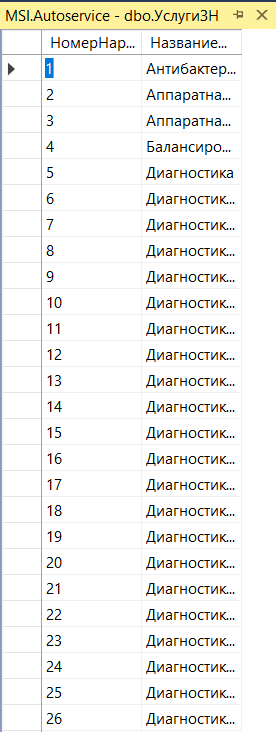 MSI.Autoservice - dbo.УслугиЗН
НомерНар... Название...
1 Антибактер...
2 Аппаратна...
3 Аппаратна...
4 Балансиро...
5 Диагностика
6 Диагностик...
7 Диагностик...
8 Диагностик...
9 Диагностик...
10 Диагностик...
11 Диагностик...
12 Диагностик...
13 Диагностик...
14 Диагностик...
15 Диагностик...
16 Диагностик...
17 Диагностик...
18 Диагностик...
19 Диагностик...
20 Диагностик...
21 Диагностик...
22 Диагностик...
23 Диагностик...
24 Диагностик...
25 Диагностик...
26 Диагностик...